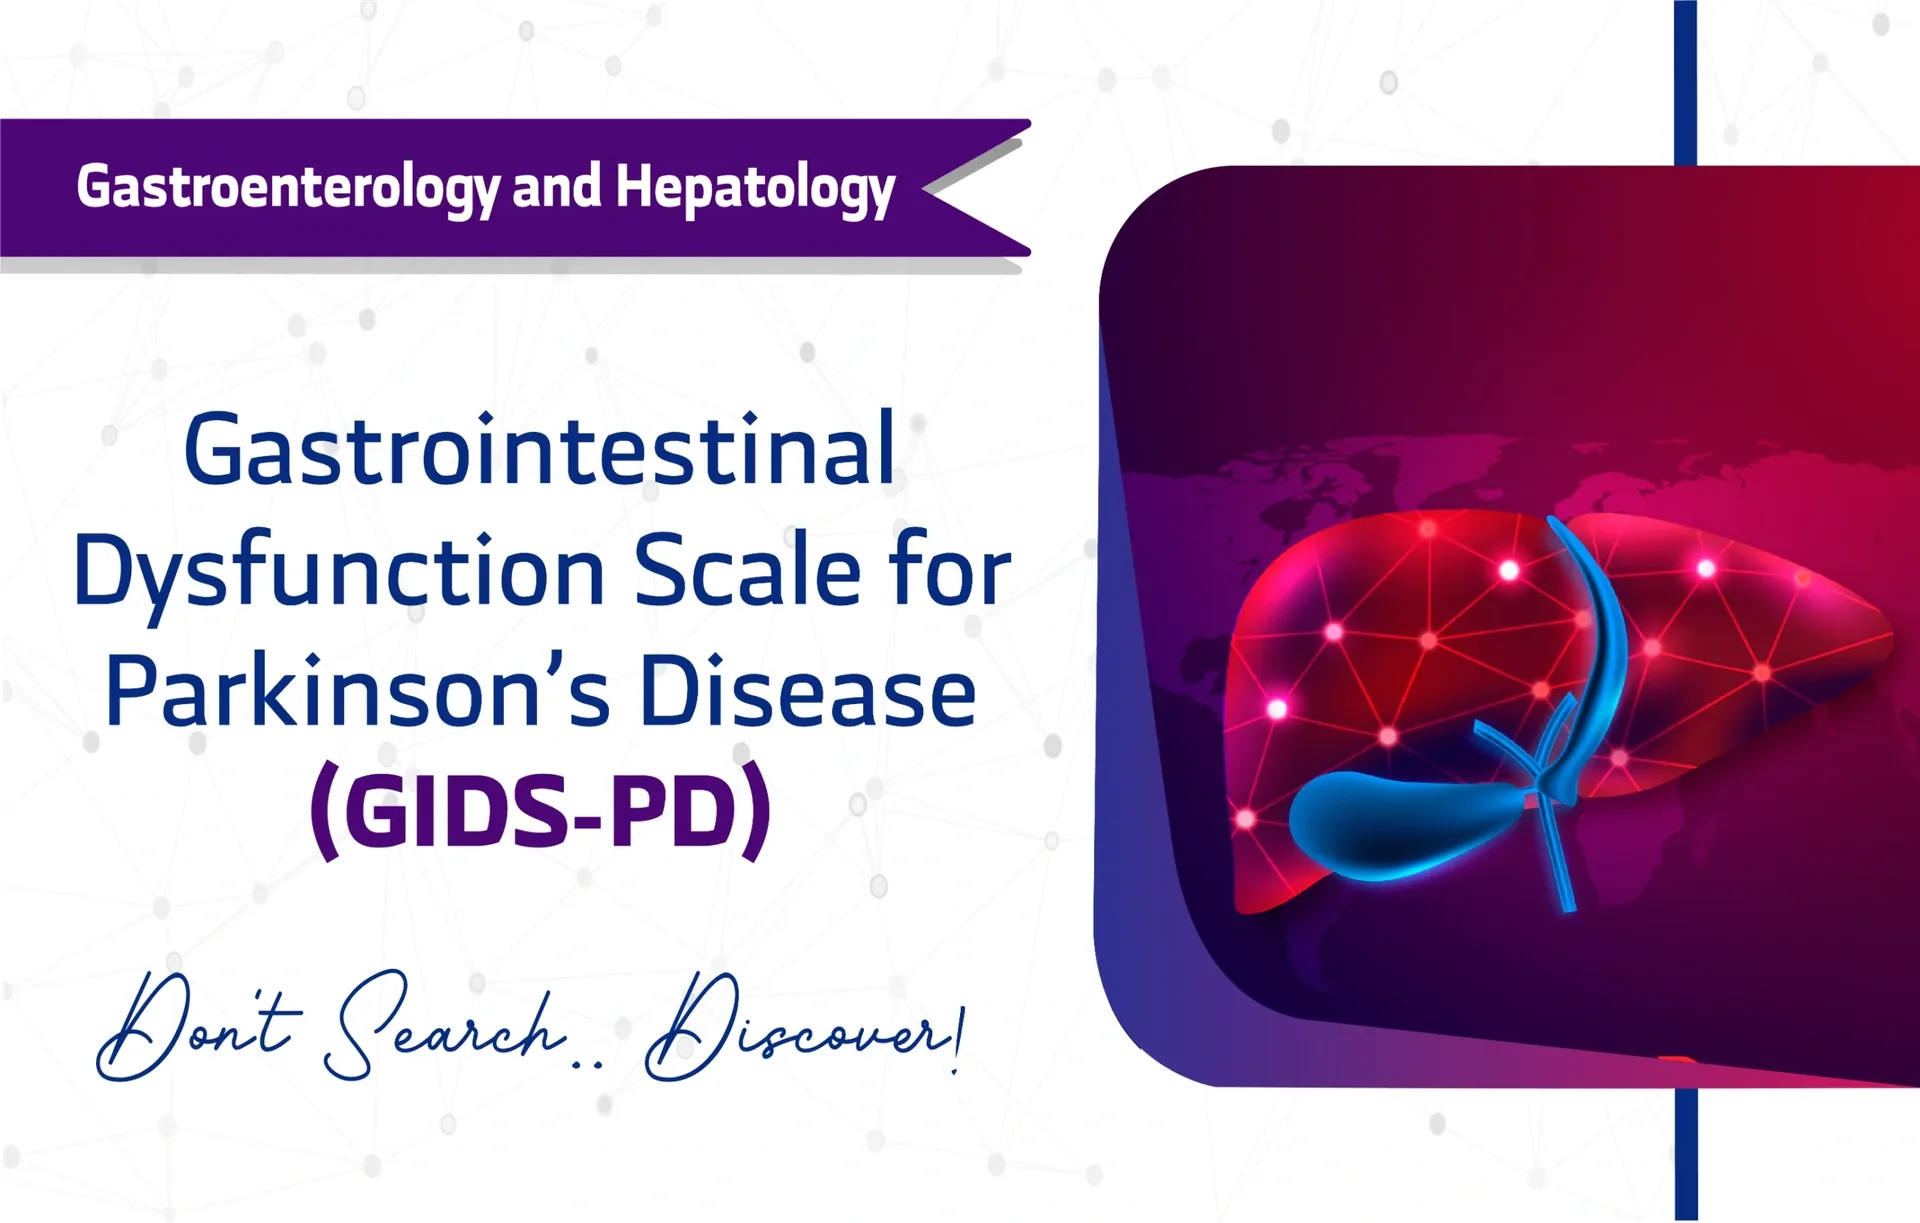 Gastroenterology and Hepatology
Gastrointestinal
Dysfunction Scale for
Parkinson’s Disease
(GIDS-PD)
Don't Search.. Discover!